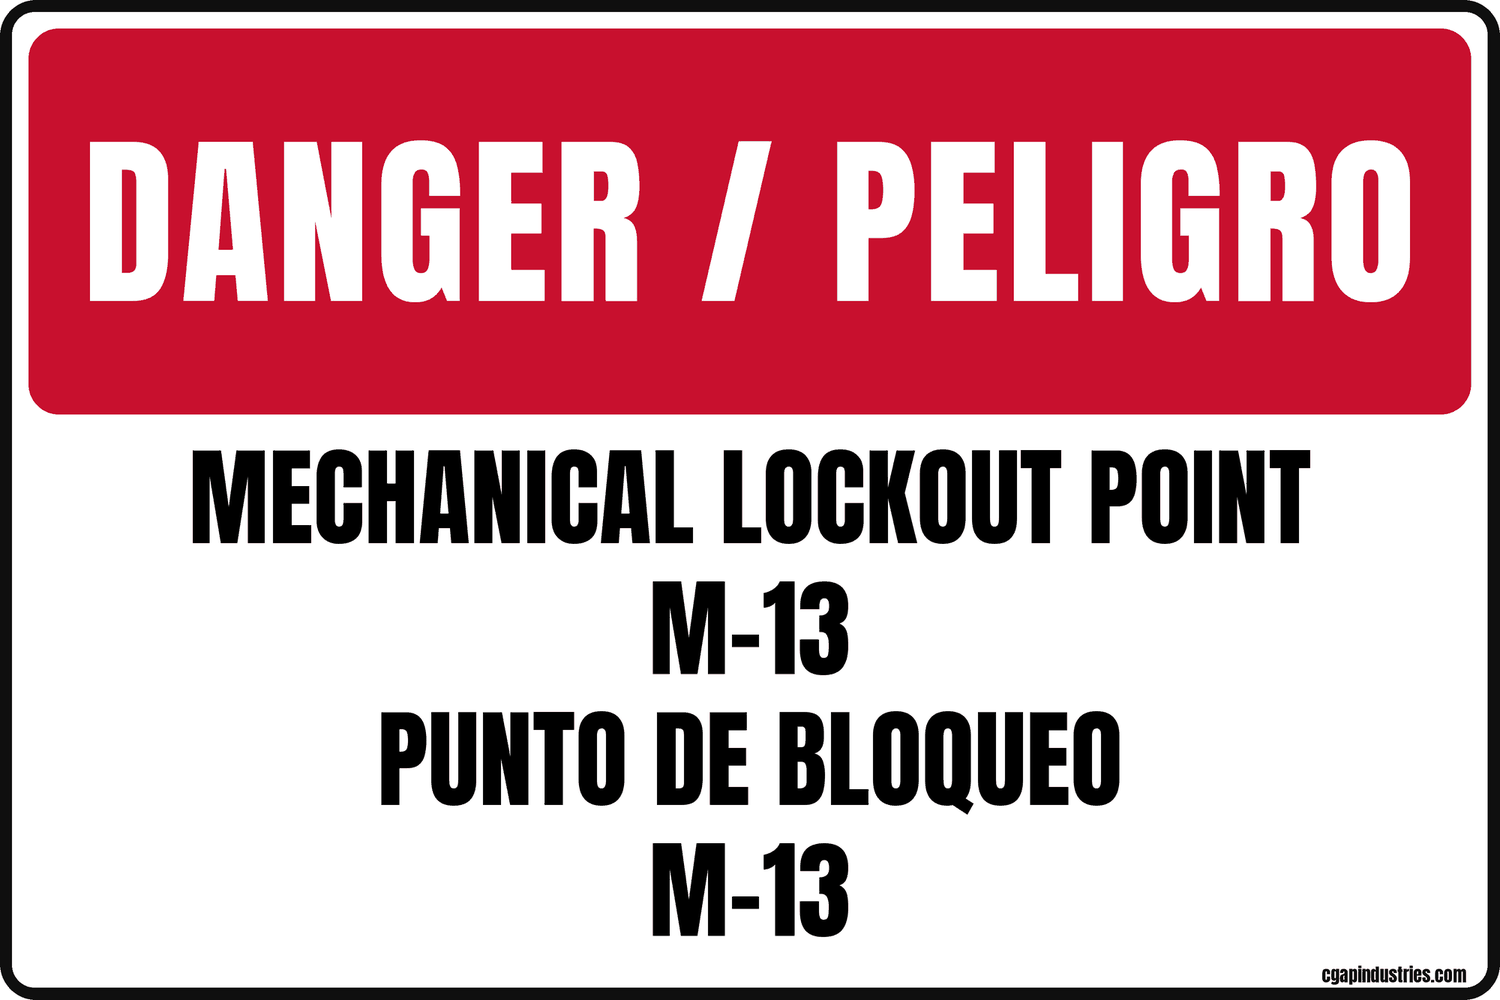 DANGER / PELIGRO
MECHANICAL LOCKOUT POINT
M-13
PUNTO DE BLOQUEO
M-13
cgapindustries.com